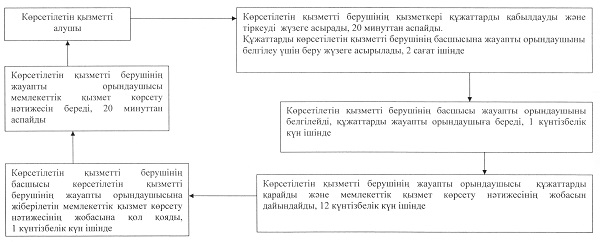 Көрсетілетін қызметті
алушы
Көрсетілетін қызметті берушінің қызметкері құжаттарды қабылдауды және
тіркеуді жүзеге асырады, 20 минуттан аспайды.
Құжаттарды көрсетілетін қызметті берушінің басшысына жауапты орындаушыны
белгілеу үшін беру жүзеге асырылады, 2 сағат ішінде
Көрсетілетін қызметті берушінің басшысы жауапты орындаушыны
белгілейді, құжаттарды жауапты орындаушыға береді, 1 күнтізбелік
күн ішінде
Көрсетілетін қызметті берушінің жауапты орындаушысы құжаттарды
қарайды және мемлекеттік қызмет көрсету нәтижесінің жобасын
дайындайды, 12 күнтізбелік күн ішінде
Көрсетілетін қызметті берушінің
басшысы көрсетілетін қызметті
берушінің жауапты орындаушысына
жіберілетін мемлекеттік қызмет көрсету
нәтижесінің жобасына қол қояды,
1 күнтізбелік күн ішінде
Көрсетілетін қызметті берушінің
жауапты орындаушысы
мемлекеттік қызмет көрсету
нәтижесін береді, 20 минуттан
аспайды